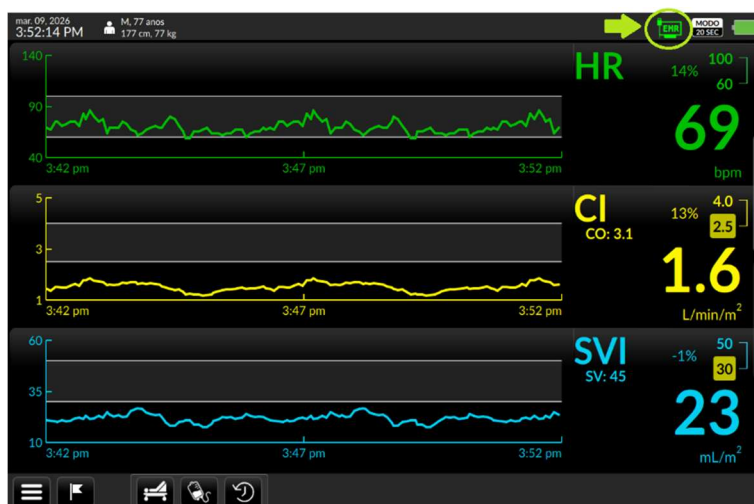 mar. 09, 2026
3:52:14 PM
M, 77 anos
177 cm, 77 kg
EMR
MODO
20 SEC
140
90
40
3:42 pm
3:47 pm
3:52 pm
HR
14%
100
60
69
bpm
5
3
1
3:42 pm
3:47 pm
3:52 pm
CI
CO: 3.1
13%
4.0
2.5
1.6
L/min/m²
60
35
10
3:42 pm
3:47 pm
3:52 pm
SVI
SV: 45
-1%
50
30
23
mL/m²